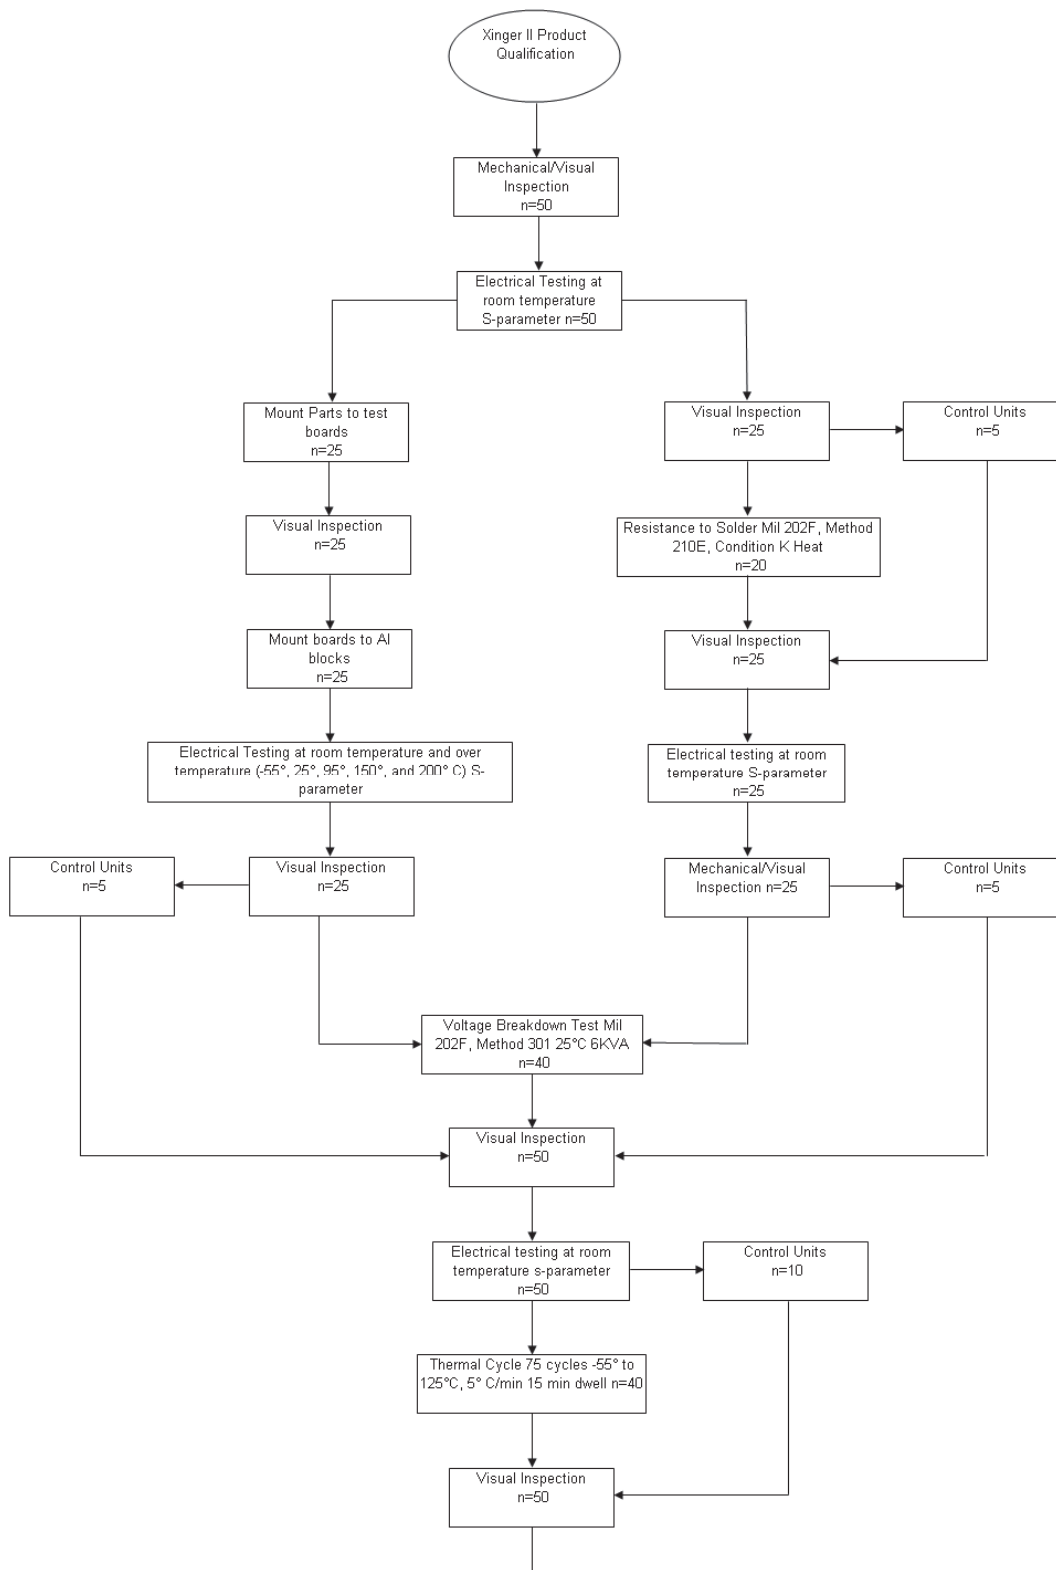 Xinger II Product
Qualification
Mechanical/Visual
Inspection
n=50
Electrical Testing at
room temperature
S-parameter n=50
Mount Parts to test
boards
n=25
Visual Inspection
n=25
Control Units
n=5
Visual Inspection
n=25
Resistance to Solder Mil 202F, Method
210E, Condition K Heat
n=20
Mount boards to Al
blocks
n=25
Visual Inspection
n=25
Electrical Testing at room temperature and over
temperature (-55°, 25°, 95°, 150°, and 200° C) S-
parameter
Electrical testing at room
temperature S-parameter
n=25
Control Units
n=5
Visual Inspection
n=25
Mechanical/Visual
Inspection n=25
Control Units
n=5
Voltage Breakdown Test Mil
202F, Method 301 25°C 6KVA
n=40
Visual Inspection
n=50
Electrical testing at room
temperature s-parameter
n=50
Control Units
n=10
Thermal Cycle 75 cycles -55° to
125°C, 5° C/min 15 min dwell n=40
Visual Inspection
n=50